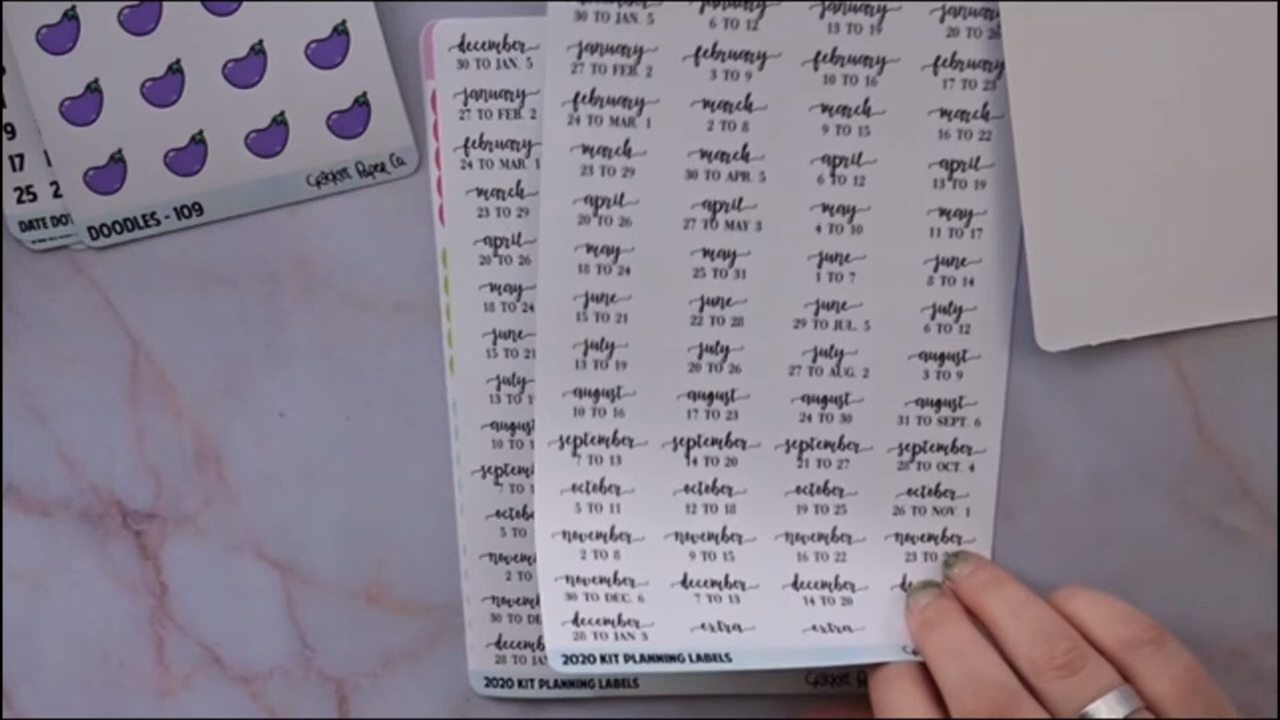 9
17
25 2
DATE DO
DOODLES - 109
december
30 TO JAN. 5
january
27 TO FEB. 2
february
24 TO MAR. 1
march
23 TO 29
april
20 TO 26
may
18 TO 24
june
15 TO 21
july
13 TO 1
august
10 TO 1
septem
7 TO 1
octob
5 TO
novem
2 TO
novem
30 TO DE
decemb
28 TO JA
2020 KIT PLANNING LABELS
30 TO JAN. 5 6 TO 12 13 TO 19 20 TO 26
january february february february
27 TO FEB. 2 3 TO 9 10 TO 16 17 TO 23
february march march march
24 TO MAR. 1 2 TO 8 9 TO 15 16 TO 22
march march april april
23 TO 29 30 TO APR. 5 6 TO 12 13 TO 19
april april may may
20 TO 26 27 TO MAY 3 4 TO 10 11 TO 17
may may june june
18 TO 24 25 TO 31 1 TO 7 8 TO 14
june june june july
15 TO 21 22 TO 28 29 TO JUL. 5 6 TO 12
july july july august
13 TO 19 20 TO 26 27 TO AUG. 2 3 TO 9
august august august august
10 TO 16 17 TO 23 24 TO 30 31 TO SEPT. 6
september september september september
7 TO 13 14 TO 20 21 TO 27 28 TO OCT. 4
october october october october
5 TO 11 12 TO 18 19 TO 25 26 TO NOV. 1
november november november november
2 TO 8 9 TO 15 16 TO 22 23 TO
november december december de
30 TO DEC. 6 7 TO 13 14 TO 20
december extra extra
28 TO JAN 3
2020 KIT PLANNING LABELS